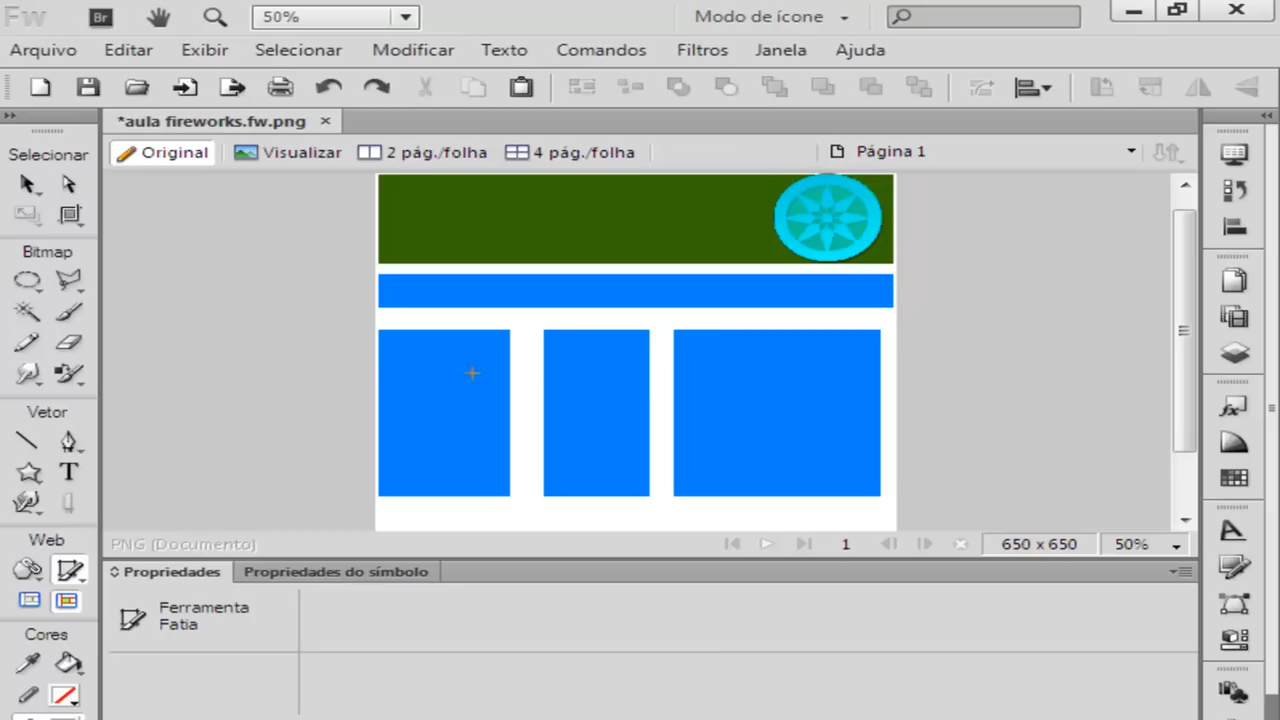 Fw Br 50% Modo de ícone
Arquivo Editar Exibir Selecionar Modificar Texto Comandos Filtros Janela Ajuda
*aula fireworks.fw.png
Selecionar
Original Visualizar 2 pág./folha 4 pág./folha Página 1
Bitmap
Vetor
T
Web
PNG (Documento) 1 650 x 650 50%
Propriedades Propriedades do símbolo
Ferramenta
Fatia
Cores